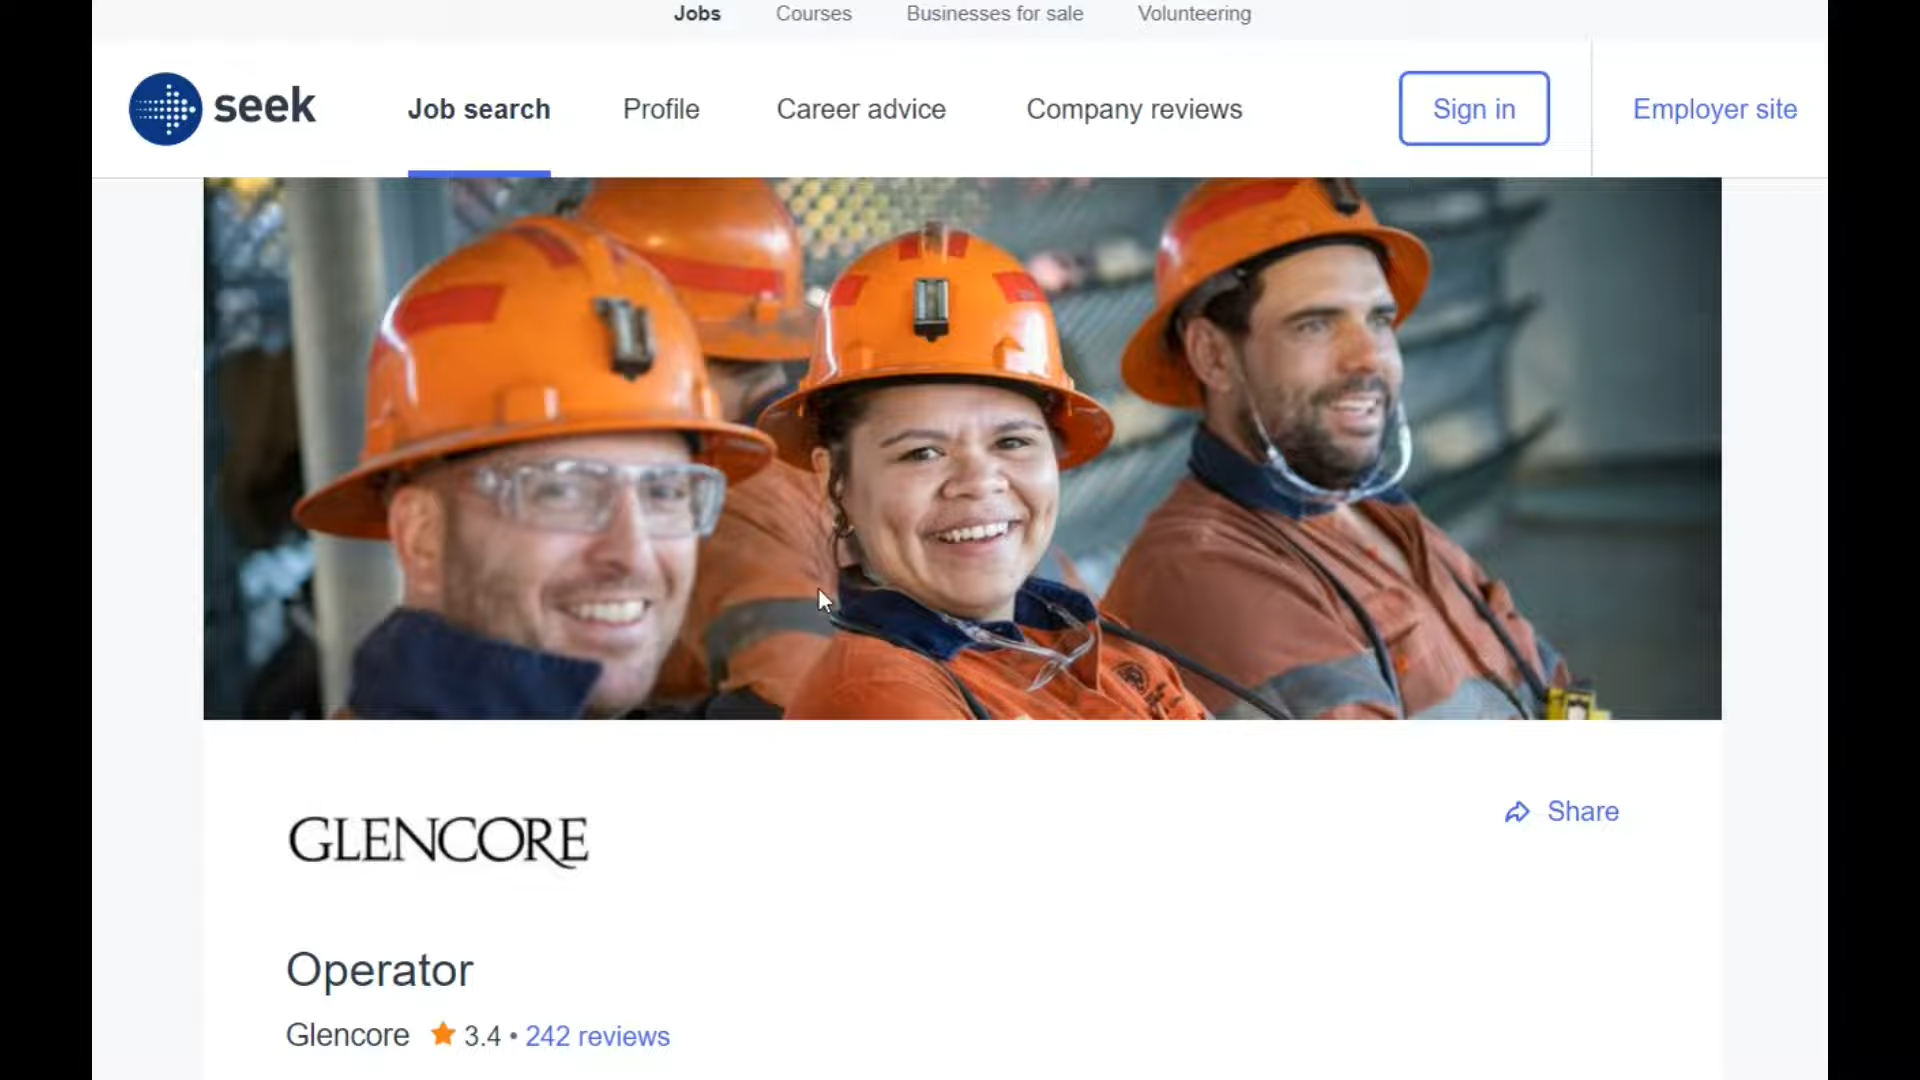 Jobs Courses Businesses for sale Volunteering
seek Job search Profile Career advice Company reviews Sign in Employer site
GLENCORE
Share
Operator
Glencore 3.4 • 242 reviews